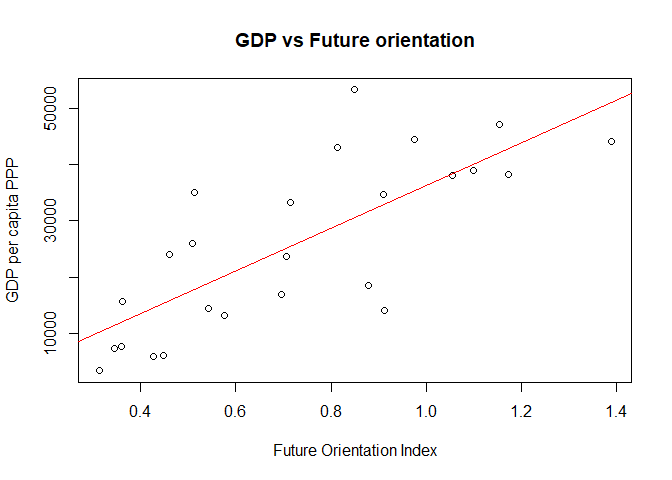 GDP vs Future orientation
GDP per capita PPP
50000
30000
10000
0.4 0.6 0.8 1.0 1.2 1.4
Future Orientation Index